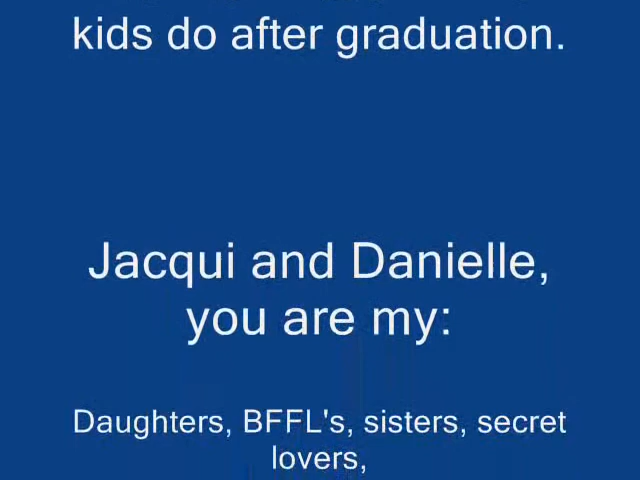 kids do after graduation.
Jacqui and Danielle,
you are my:
Daughters, BFFL's, sisters, secret
lovers,